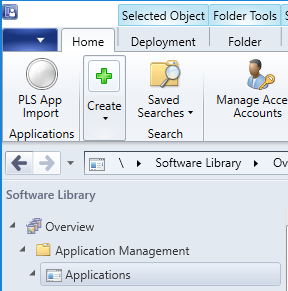 Selected Object Folder Tools S
Home Deployment Folder
PLS App Import
Create
Saved Searches
Manage Acce
Accounts
Applications Search
\ Software Library Ov
Software Library
Overview
Application Management
Applications